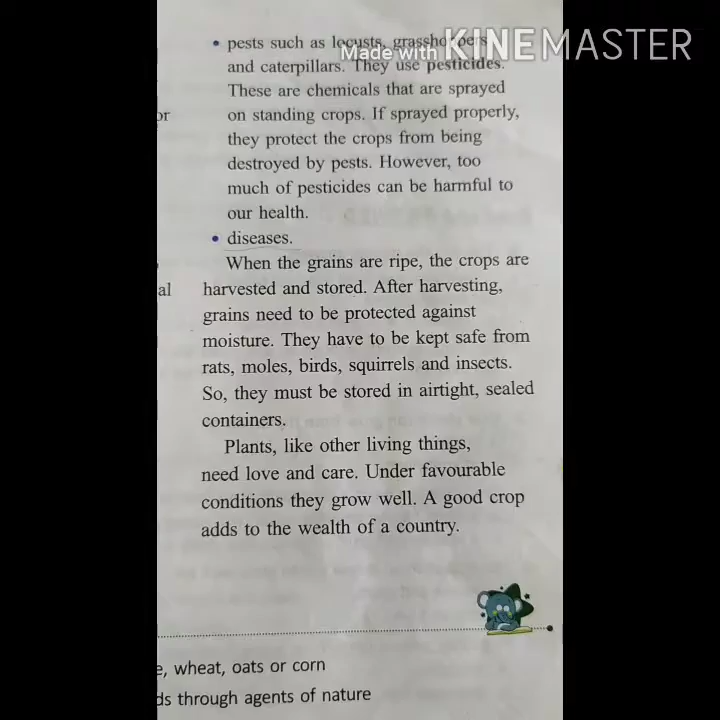 • pests such as locusts, grasshoppers
Made with KINEMASTER
and caterpillars. They use pesticides.
These are chemicals that are sprayed
or
on standing crops. If sprayed properly,
they protect the crops from being
destroyed by pests. However, too
much of pesticides can be harmful to
our health.
• diseases.
When the grains are ripe, the crops are
al
harvested and stored. After harvesting,
grains need to be protected against
moisture. They have to be kept safe from
rats, moles, birds, squirrels and insects.
So, they must be stored in airtight, sealed
containers.
Plants, like other living things,
need love and care. Under favourable
conditions they grow well. A good crop
adds to the wealth of a country.
e, wheat, oats or corn
ds through agents of nature